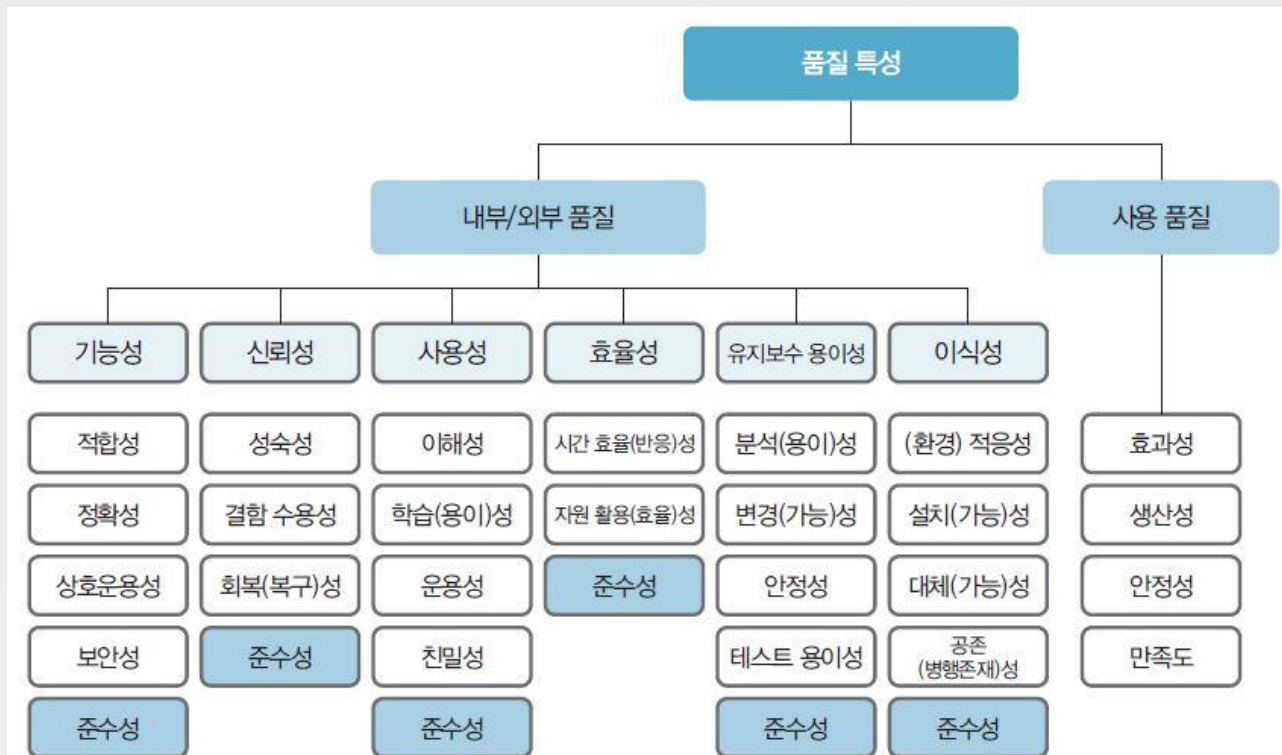 품질 특성
내부/외부 품질
사용 품질
기능성
신뢰성
사용성
효율성
유지보수 용이성
이식성
적합성
성숙성
이해성
시간 효율(반응)성
분석(용이)성
(환경) 적응성
효과성
정확성
결함 수용성
학습(용이)성
자원 활용(효율)성
변경(가능)성
설치(가능)성
생산성
상호운용성
회복(복구)성
운용성
준수성
안정성
대체(가능)성
안정성
보안성
준수성
친밀성
테스트 용이성
공존
(병행존재)성
만족도
준수성
준수성
준수성
준수성